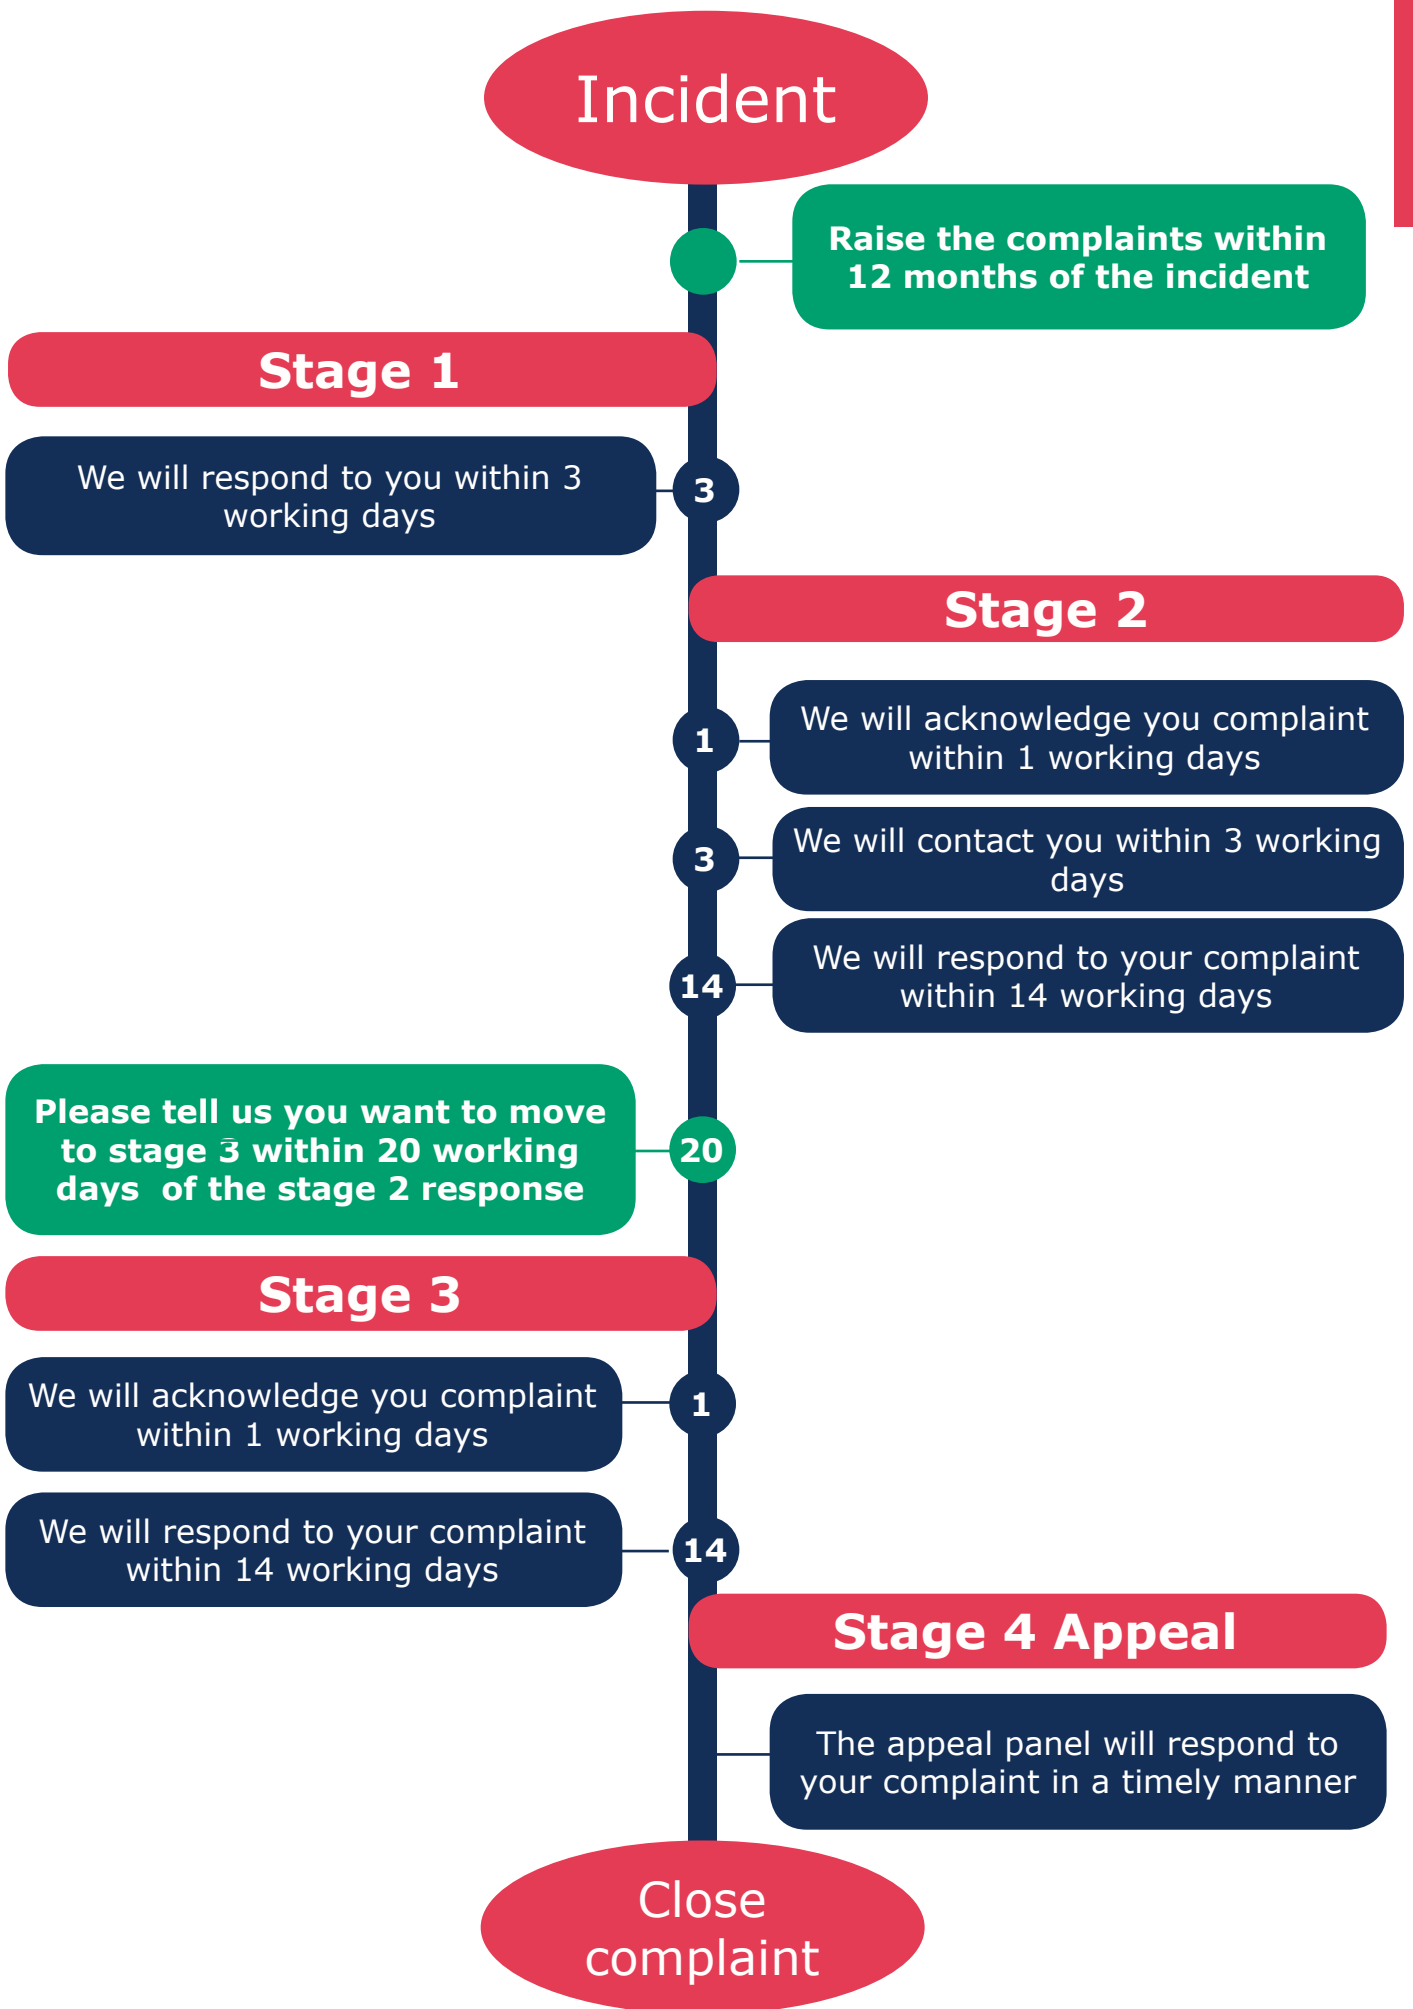 Incident
Raise the complaints within
12 months of the incident
Stage 1
We will respond to you within 3
working days
3
Stage 2
1
We will acknowledge you complaint
within 1 working days
3
We will contact you within 3 working
days
14
We will respond to your complaint
within 14 working days
Please tell us you want to move
to stage 3 within 20 working
days  of the stage 2 response
20
Stage 3
We will acknowledge you complaint
within 1 working days
1
We will respond to your complaint
within 14 working days
14
Stage 4 Appeal
The appeal panel will respond to
your complaint in a timely manner
Close
complaint